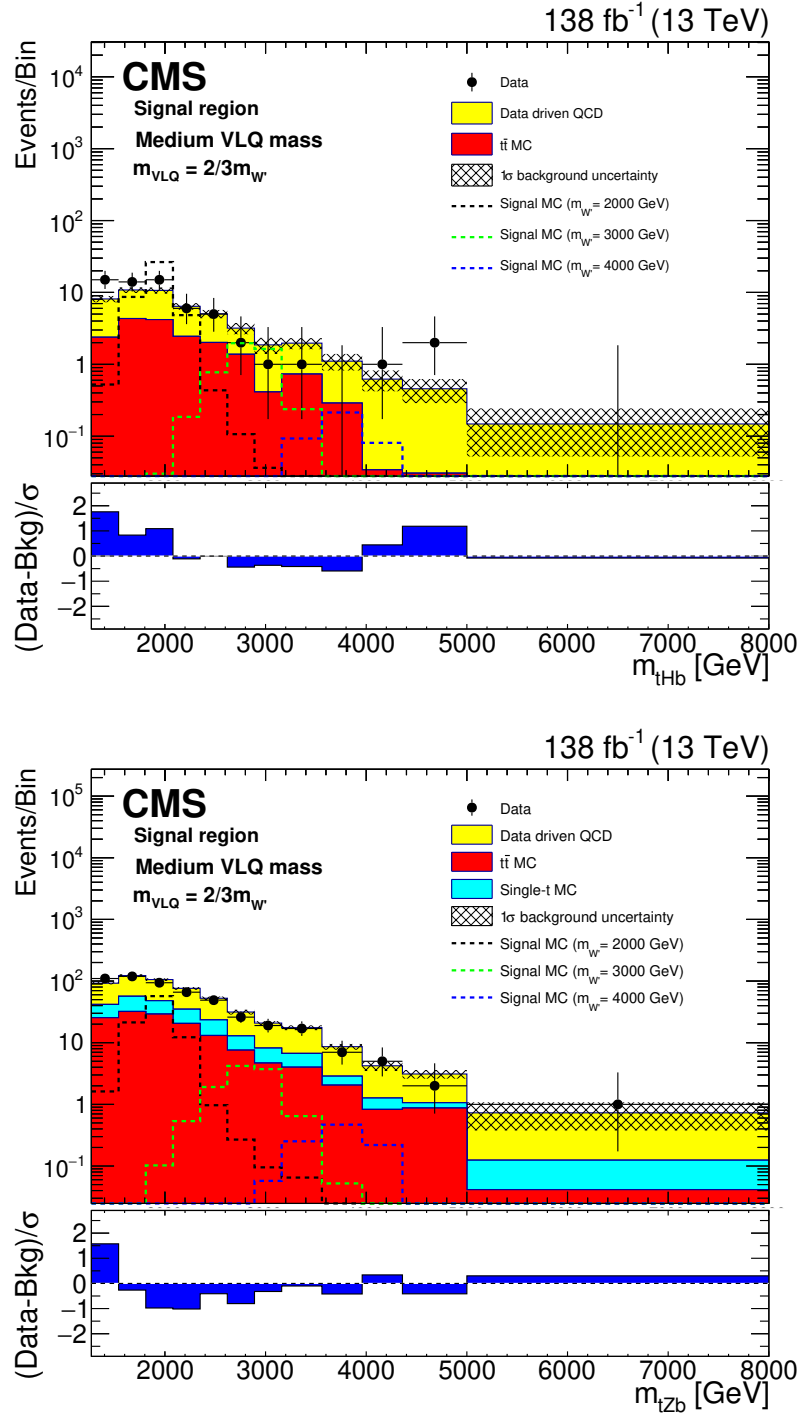 138 fb⁻¹ (13 TeV)
Events/Bin
CMS
Signal region
Medium VLQ mass
m_VLQ = 2/3m_W'
Data
Data driven QCD
tt̄ MC
1σ background uncertainty
Signal MC (m_W' = 2000 GeV)
Signal MC (m_W' = 3000 GeV)
Signal MC (m_W' = 4000 GeV)
10⁴
10³
10²
10
1
10⁻¹
(Data-Bkg)/σ
2
1
0
−1
−2
2000 3000 4000 5000 6000 7000 8000
m_tHb [GeV]
138 fb⁻¹ (13 TeV)
Events/Bin
CMS
Signal region
Medium VLQ mass
m_VLQ = 2/3m_W'
Data
Data driven QCD
tt̄ MC
Single-t MC
1σ background uncertainty
Signal MC (m_W' = 2000 GeV)
Signal MC (m_W' = 3000 GeV)
Signal MC (m_W' = 4000 GeV)
10⁵
10⁴
10³
10²
10
1
10⁻¹
(Data-Bkg)/σ
2
1
0
−1
−2
2000 3000 4000 5000 6000 7000 8000
m_tZb [GeV]